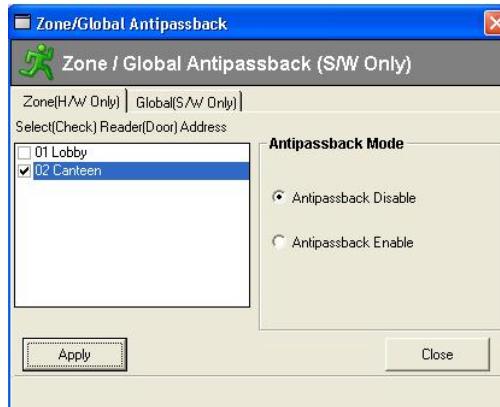 Zone/Global Antipassback
Zone / Global Antipassback (S/W Only)
Zone(H/W Only)
Global(S/W Only)
Select(Check) Reader(Door) Address
01 Lobby
02 Canteen
Antipassback Mode
Antipassback Disable
Antipassback Enable
Apply
Close